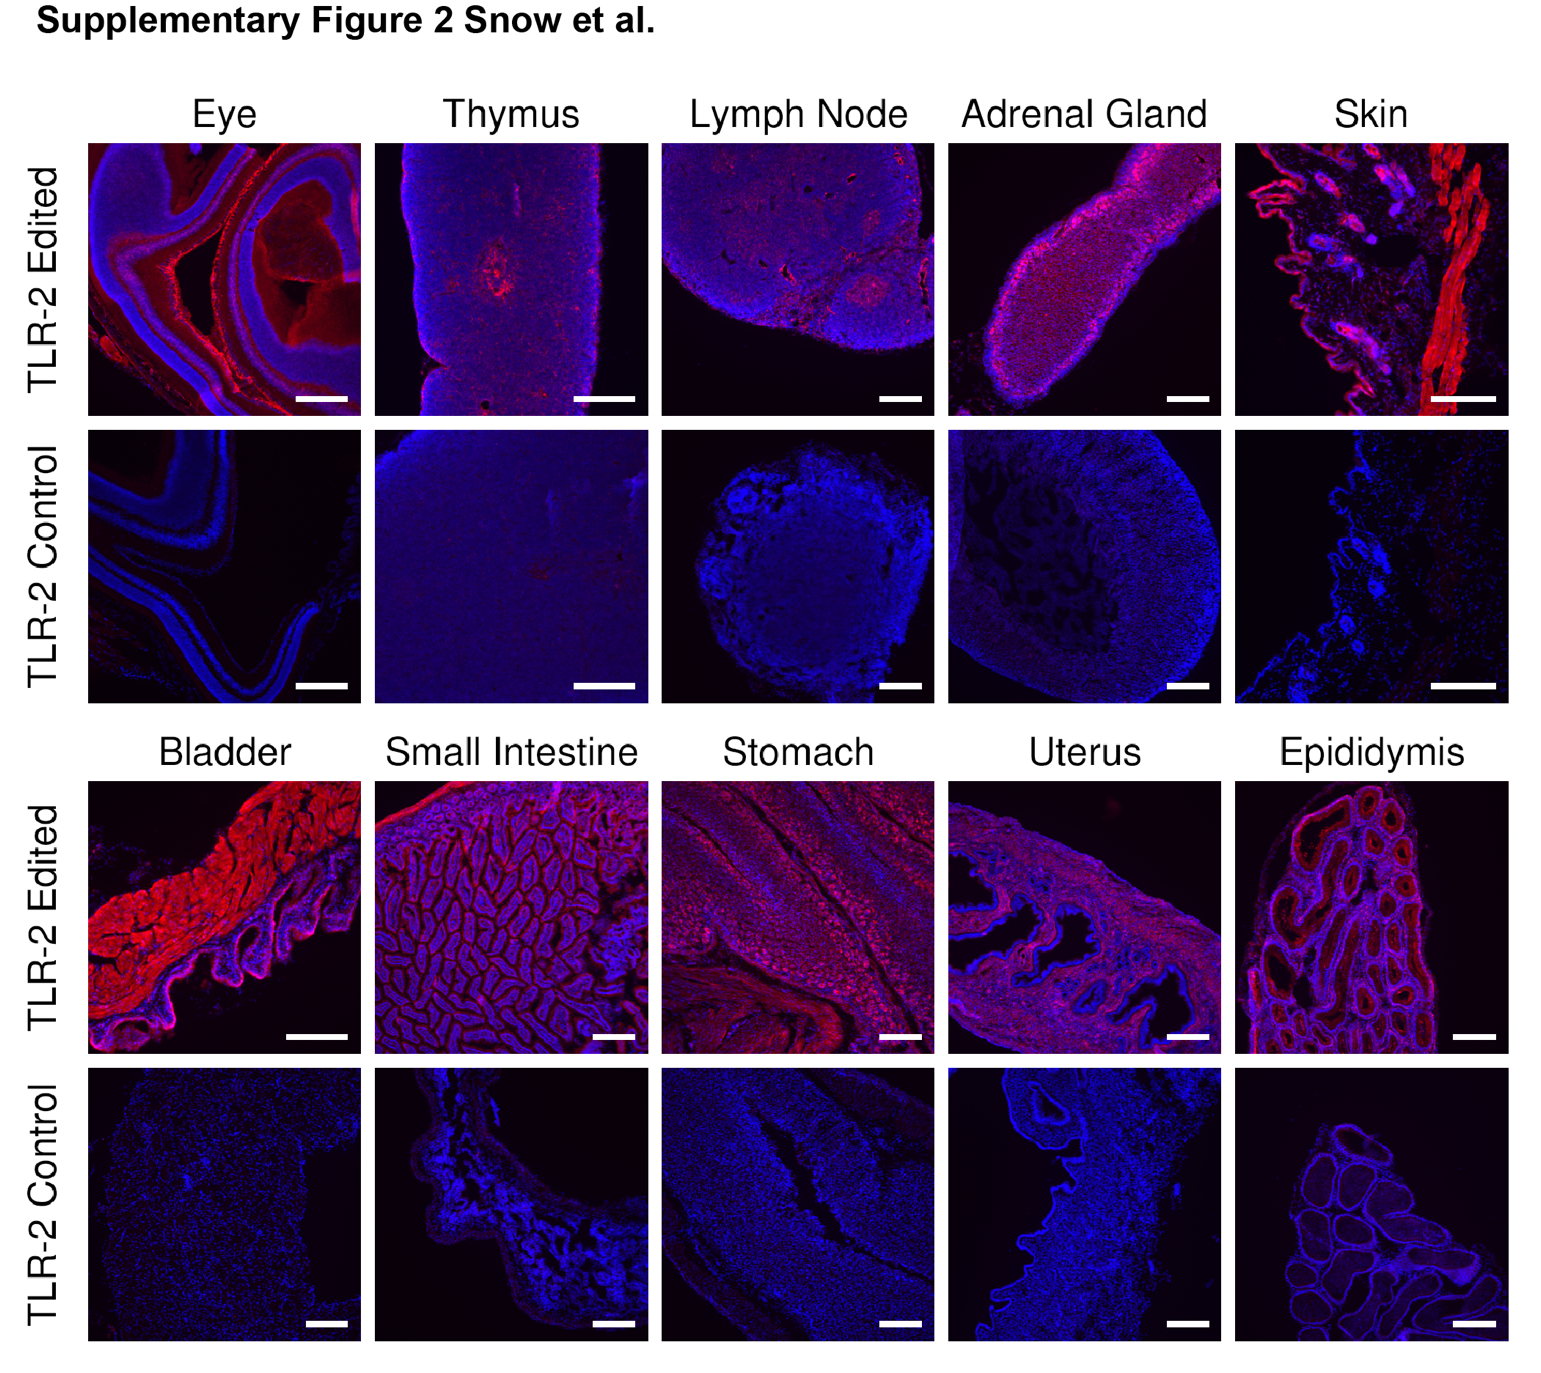 Supplementary Figure 2 Snow et al.
Eye Thymus Lymph Node Adrenal Gland Skin
TLR-2 Edited
TLR-2 Control
Bladder Small Intestine Stomach Uterus Epididymis
TLR-2 Edited
TLR-2 Control